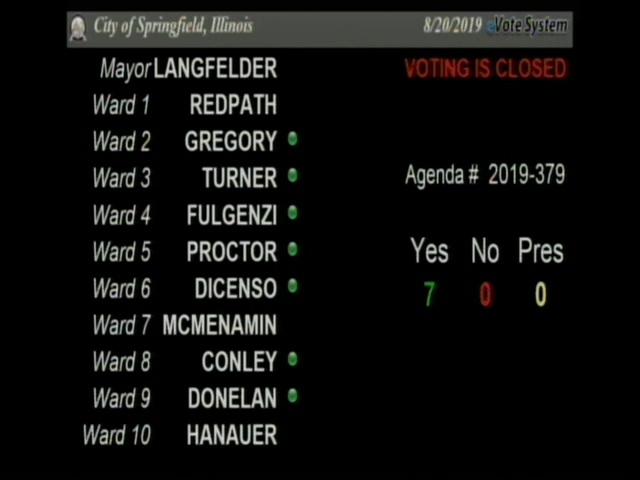 City of Springfield, Illinois 8/20/2019 eVote System
Mayor LANGFELDER VOTING IS CLOSED
Ward 1 REDPATH
Ward 2 GREGORY
Ward 3 TURNER Agenda # 2019-379
Ward 4 FULGENZI
Ward 5 PROCTOR Yes No Pres
Ward 6 DICENSO 7 0 0
Ward 7 MCMENAMIN
Ward 8 CONLEY
Ward 9 DONELAN
Ward 10 HANAUER